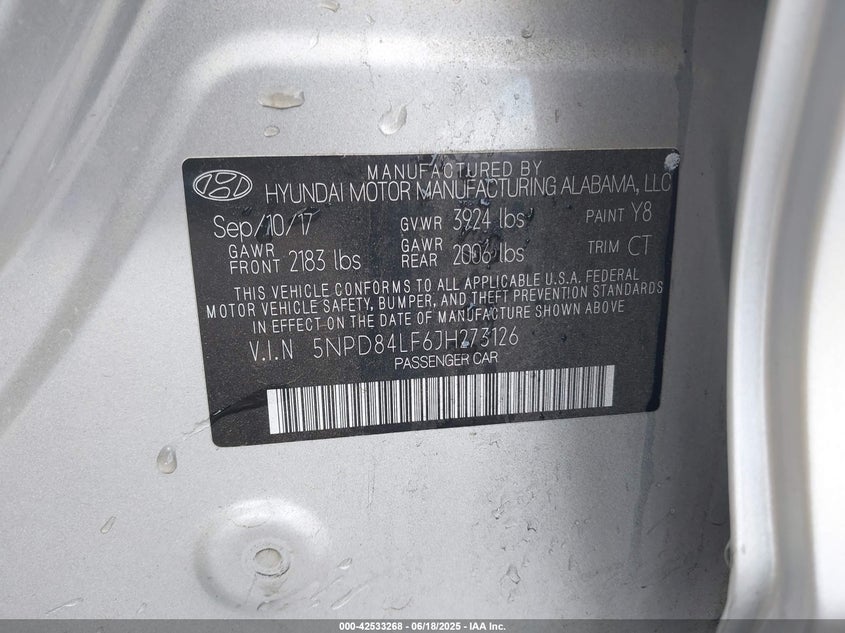 MANUFACTURED BY
HYUNDAI MOTOR MANUFACTURING ALABAMA, LLC
Sep/10/17 GVWR 3924 lbs PAINT Y8
GAWR FRONT 2183 lbs GAWR REAR 2006 lbs TRIM CT
THIS VEHICLE CONFORMS TO ALL APPLICABLE U.S.A. FEDERAL
MOTOR VEHICLE SAFETY, BUMPER, AND THEFT PREVENTION STANDARDS
IN EFFECT ON THE DATE OF MANUFACTURE SHOWN ABOVE.
V.I.N 5NPD84LF6JH273126
PASSENGER CAR
000-42533268 - 06/18/2025 - IAA Inc.